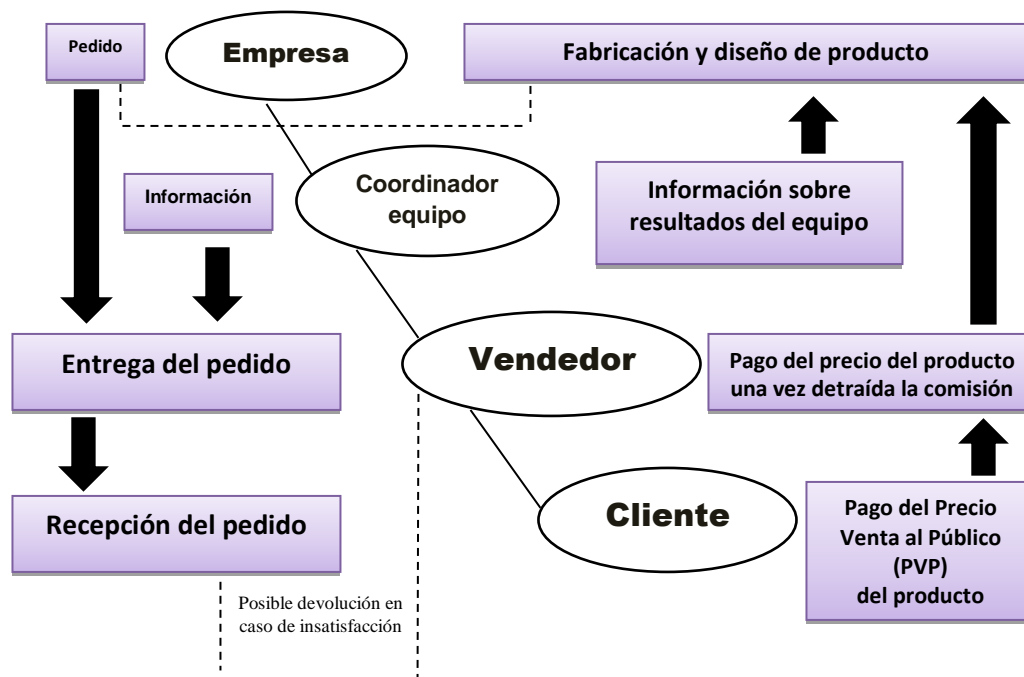 Pedido
Empresa
Fabricación y diseño de producto
Información
Coordinador
equipo
Información sobre
resultados del equipo
Entrega del pedido
Vendedor
Pago del precio del producto
una vez detraída la comisión
Recepción del pedido
Cliente
Pago del Precio
Venta al Público
(PVP)
del producto
Posible devolución en
caso de insatisfacción